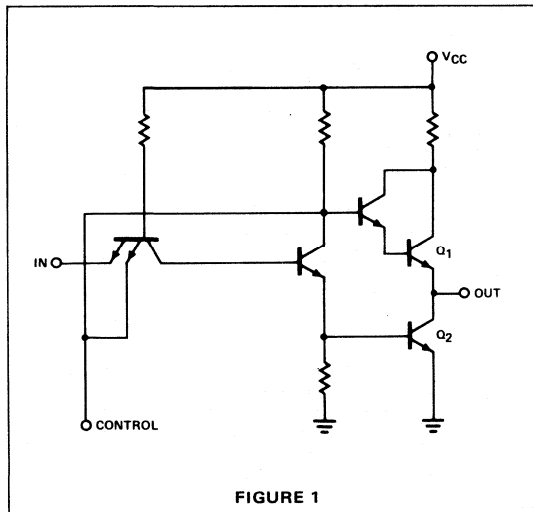 VCC
IN
Q1
OUT
Q2
CONTROL
FIGURE 1